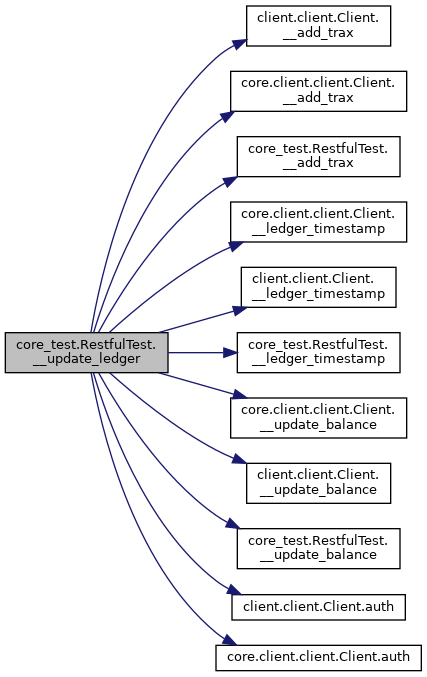 client.client.Client.
__add_trax
core.client.client.Client.
__add_trax
core_test.RestfulTest.
__add_trax
core.client.client.Client.
__ledger_timestamp
client.client.Client.
__ledger_timestamp
core_test.RestfulTest.
__update_ledger
core_test.RestfulTest.
__ledger_timestamp
core.client.client.Client.
__update_balance
client.client.Client.
__update_balance
core_test.RestfulTest.
__update_balance
client.client.Client.auth
core.client.client.Client.auth